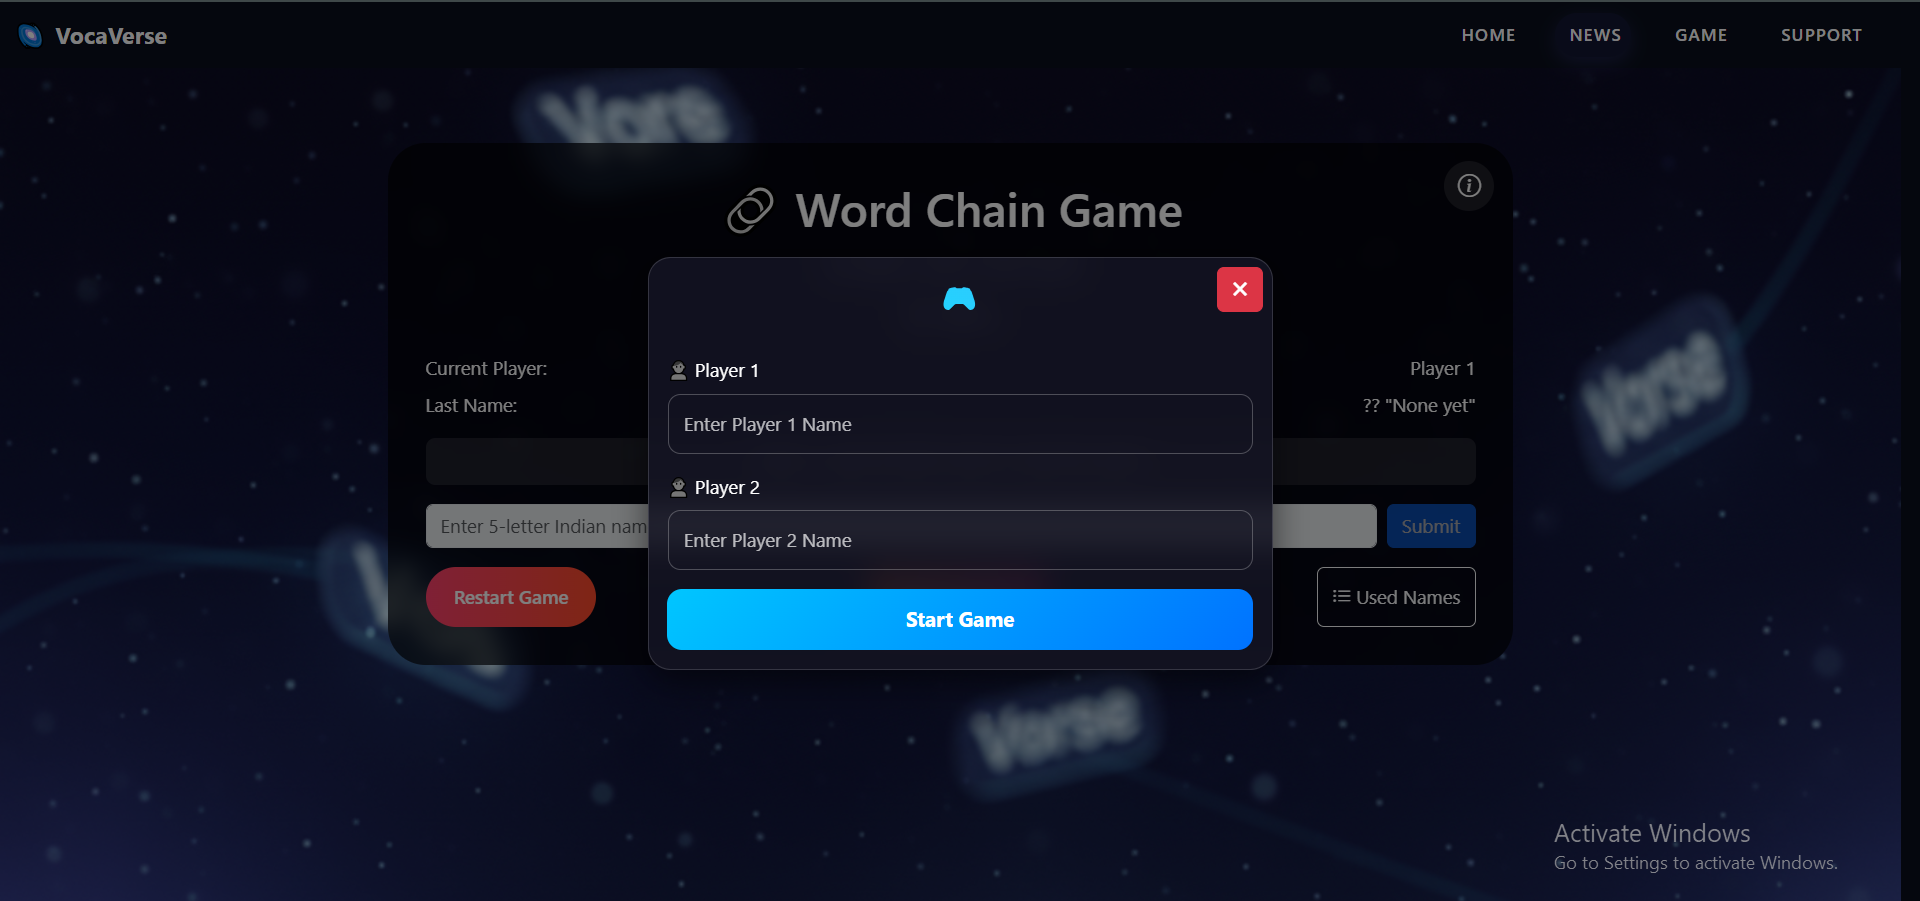 VocaVerse
HOME NEWS GAME SUPPORT
Word Chain Game
Player 1
Enter Player 1 Name
Player 2
Enter Player 2 Name
Start Game
Current Player: Player 1
Last Name: ?? "None yet"
Enter 5-letter Indian nam
Submit
Restart Game
Used Names
Verse
Verse
Activate Windows
Go to Settings to activate Windows.